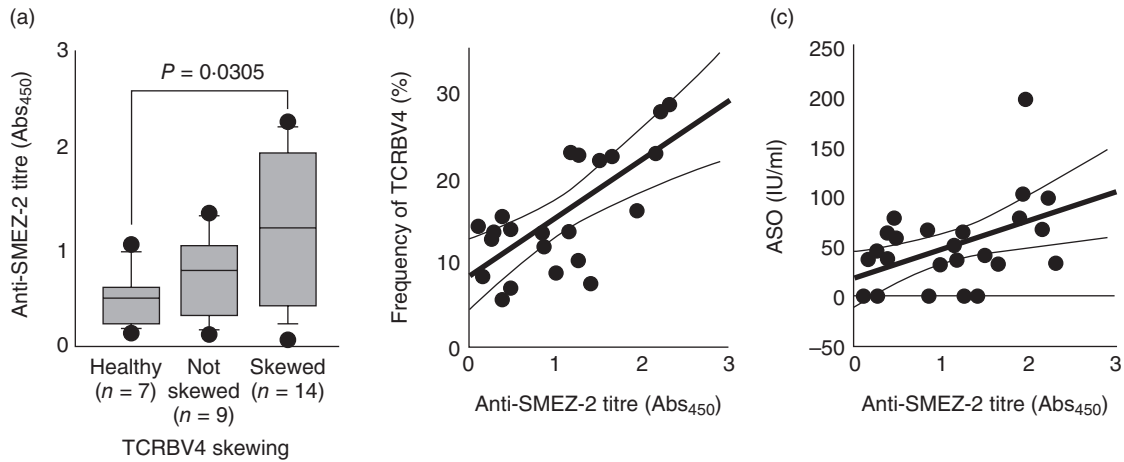 (a)
3
2
1
0
Anti-SMEZ-2 titre (Abs450)
P = 0·0305
Healthy
(n = 7)
Not
skewed
(n = 9)
Skewed
(n = 14)
TCRBV4 skewing
(b)
30
20
10
0
Frequency of TCRBV4 (%)
0 1 2 3
Anti-SMEZ-2 titre (Abs450)
(c)
250
200
150
100
50
0
–50
ASO (IU/ml)
0 1 2 3
Anti-SMEZ-2 titre (Abs450)